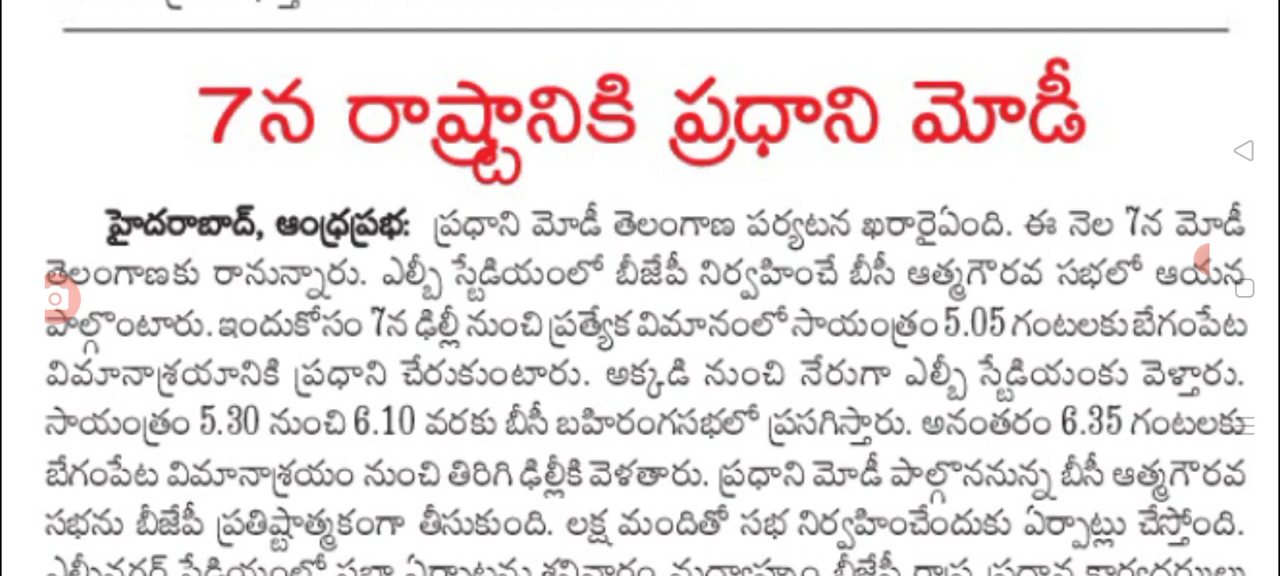 7న రాష్ట్రానికి ప్రధాని మోడీ
హైదరాబాద్, ఆంధ్రప్రభ: ప్రధాని మోడీ తెలంగాణ పర్యటన ఖరారైఏంది. ఈ నెల 7న మోడీ
తెలంగాణకు రానున్నారు. ఎల్బీ స్టేడియంలో బీజేపీ నిర్వహించే బీసీ ఆత్మగౌరవ సభలో ఆయన
పాల్గొంటారు. ఇందుకోసం 7న ఢిల్లీ నుంచి ప్రత్యేక విమానంలో సాయంత్రం 5.05 గంటలకు బేగంపేట
విమానాశ్రయానికి ప్రధాని చేరుకుంటారు. అక్కడి నుంచి నేరుగా ఎల్బీ స్టేడియంకు వెళ్తారు.
సాయంత్రం 5.30 నుంచి 6.10 వరకు బీసీ బహిరంగసభలో ప్రసగిస్తారు. అనంతరం 6.35 గంటలకు
బేగంపేట విమానాశ్రయం నుంచి తిరిగి ఢిల్లీకి వెళతారు. ప్రధాని మోడీ పాల్గొననున్న బీసీ ఆత్మగౌరవ
సభను బీజేపీ ప్రతిష్టాత్మకంగా తీసుకుంది. లక్ష మందితో సభ నిర్వహించేందుకు ఏర్పాట్లు చేస్తోంది.